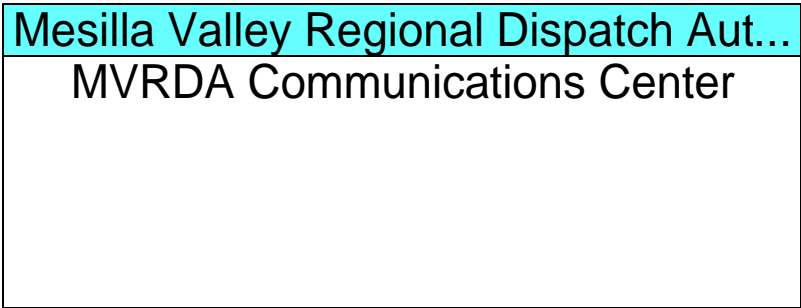 Mesilla Valley Regional Dispatch Aut...
MVRDA Communications Center